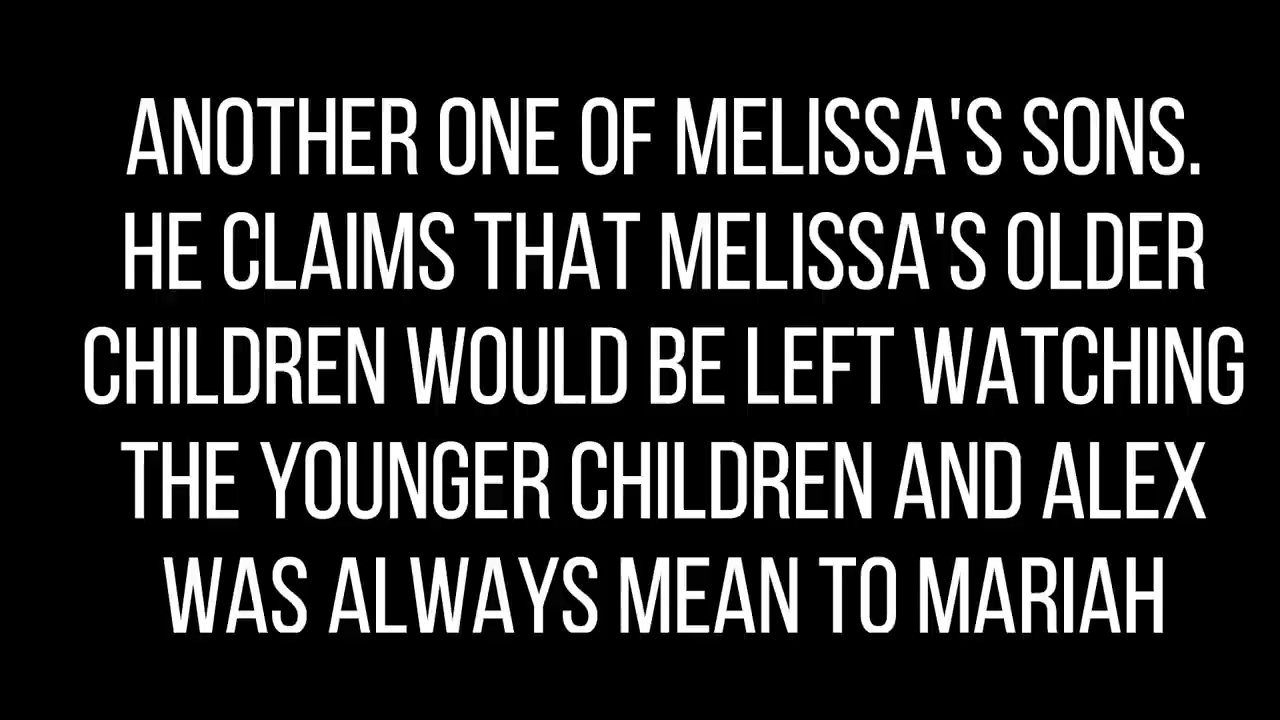 ANOTHER ONE OF MELISSA'S SONS.
HE CLAIMS THAT MELISSA'S OLDER
CHILDREN WOULD BE LEFT WATCHING
THE YOUNGER CHILDREN AND ALEX
WAS ALWAYS MEAN TO MARIAH